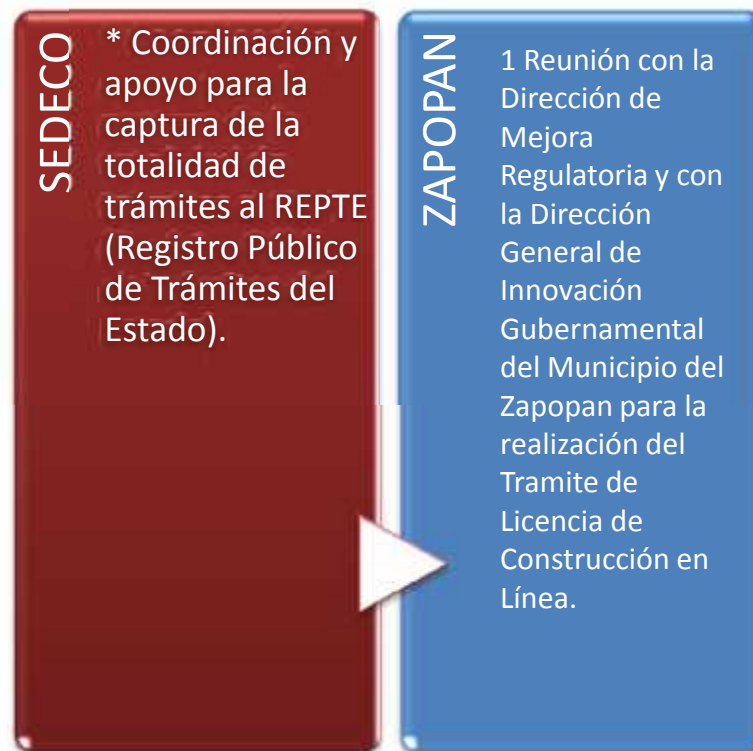 SEDECO
* Coordinación y
apoyo para la
captura de la
totalidad de
trámites al REPTE
(Registro Público
de Trámites del
Estado).
ZAPOPAN
1 Reunión con la
Dirección de
Mejora
Regulatoria y con
la Dirección
General de
Innovación
Gubernamental
del Municipio del
Zapopan para la
realización del
Tramite de
Licencia de
Construcción en
Línea.